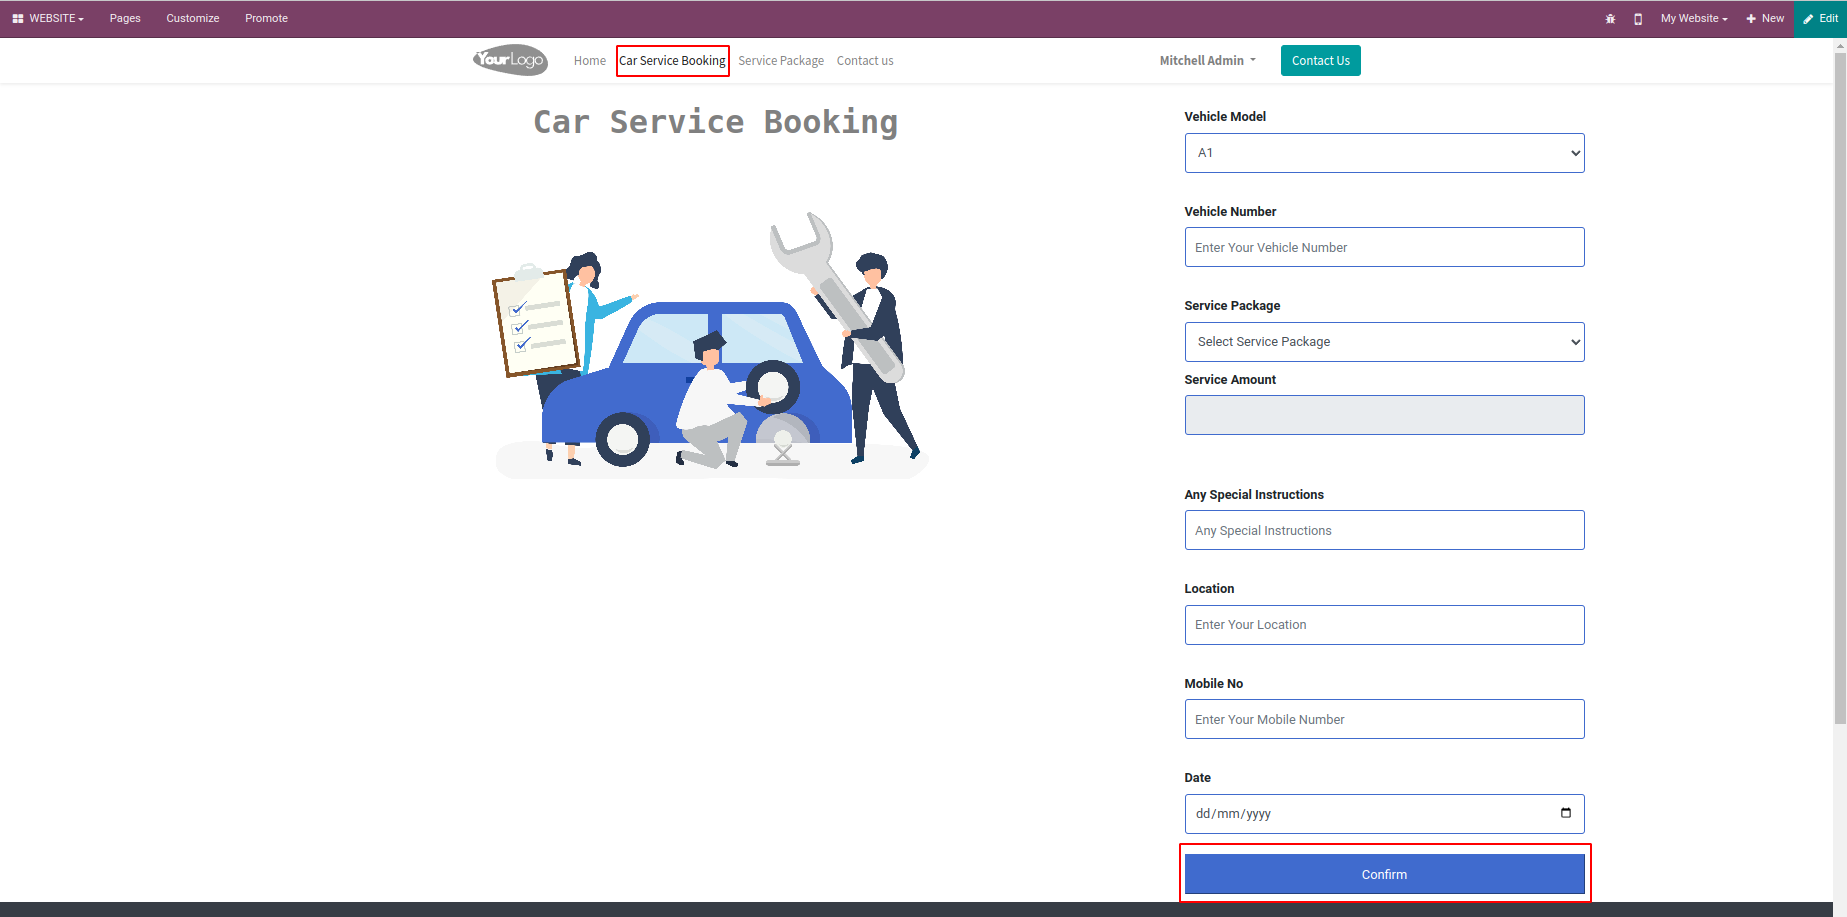 WEBSITE Pages Customize Promote My Website New Edit
YourLogo Home Car Service Booking Service Package Contact us Mitchell Admin Contact Us
Car Service Booking
Vehicle Model
A1
Vehicle Number
Enter Your Vehicle Number
Service Package
Select Service Package
Service Amount
Any Special Instructions
Any Special Instructions
Location
Enter Your Location
Mobile No
Enter Your Mobile Number
Date
dd/mm/yyyy
Confirm